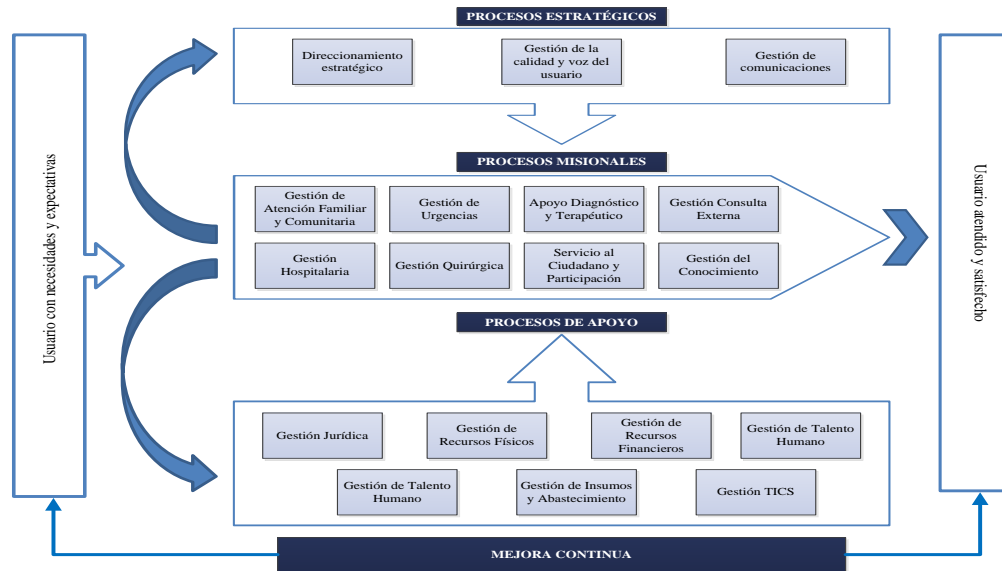 PROCESOS ESTRATÉGICOS
Direccionamiento
estratégico
Gestión de la
calidad y voz del
usuario
Gestión de
comunicaciones
Usuario con necesidades y expectativas
PROCESOS MISIONALES
Gestión de
Atención Familiar
y Comunitaria
Gestión de
Urgencias
Apoyo Diagnóstico
y Terapéutico
Gestión Consulta
Externa
Gestión
Hospitalaria
Gestión Quirúrgica
Servicio al
Ciudadano y
Participación
Gestión del
Conocimiento
Usuario atendido y satisfecho
PROCESOS DE APOYO
Gestión Jurídica
Gestión de
Recursos Físicos
Gestión de
Recursos
Financieros
Gestión de Talento
Humano
Gestión de Talento
Humano
Gestión de Insumos
y Abastecimiento
Gestión TICS
MEJORA CONTINUA